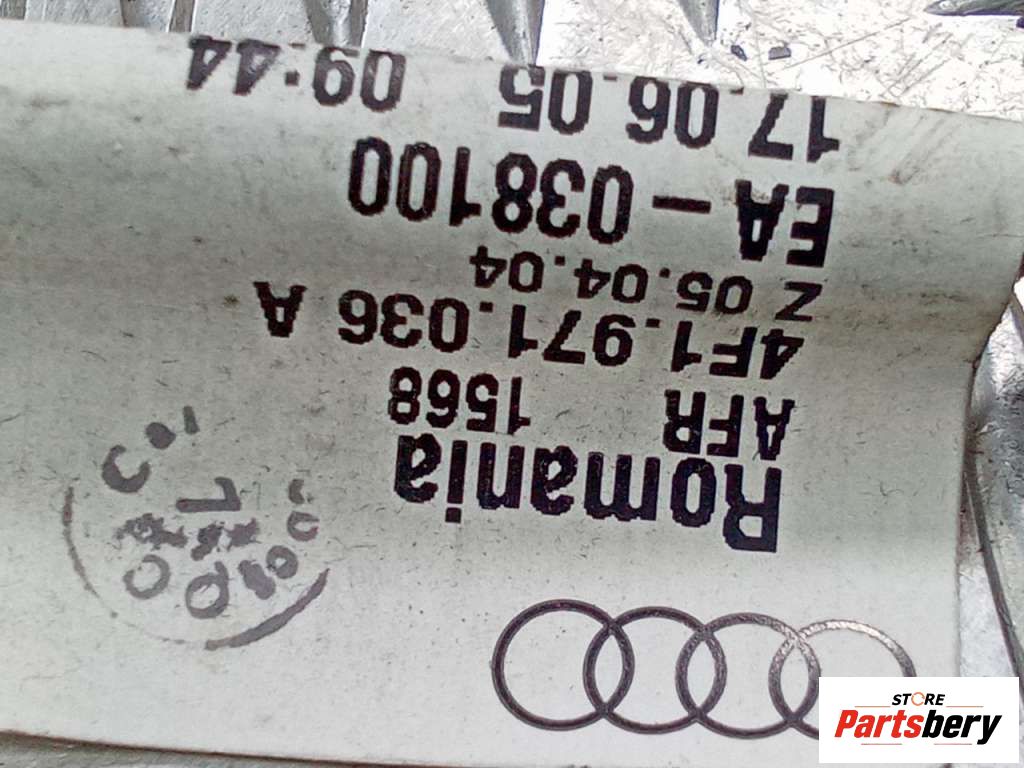 Romania
AFR 1568
4F1.971.036 A
Z 05.04.04
EA - 038100
17.06.05 09:44
STORE
Partsbery